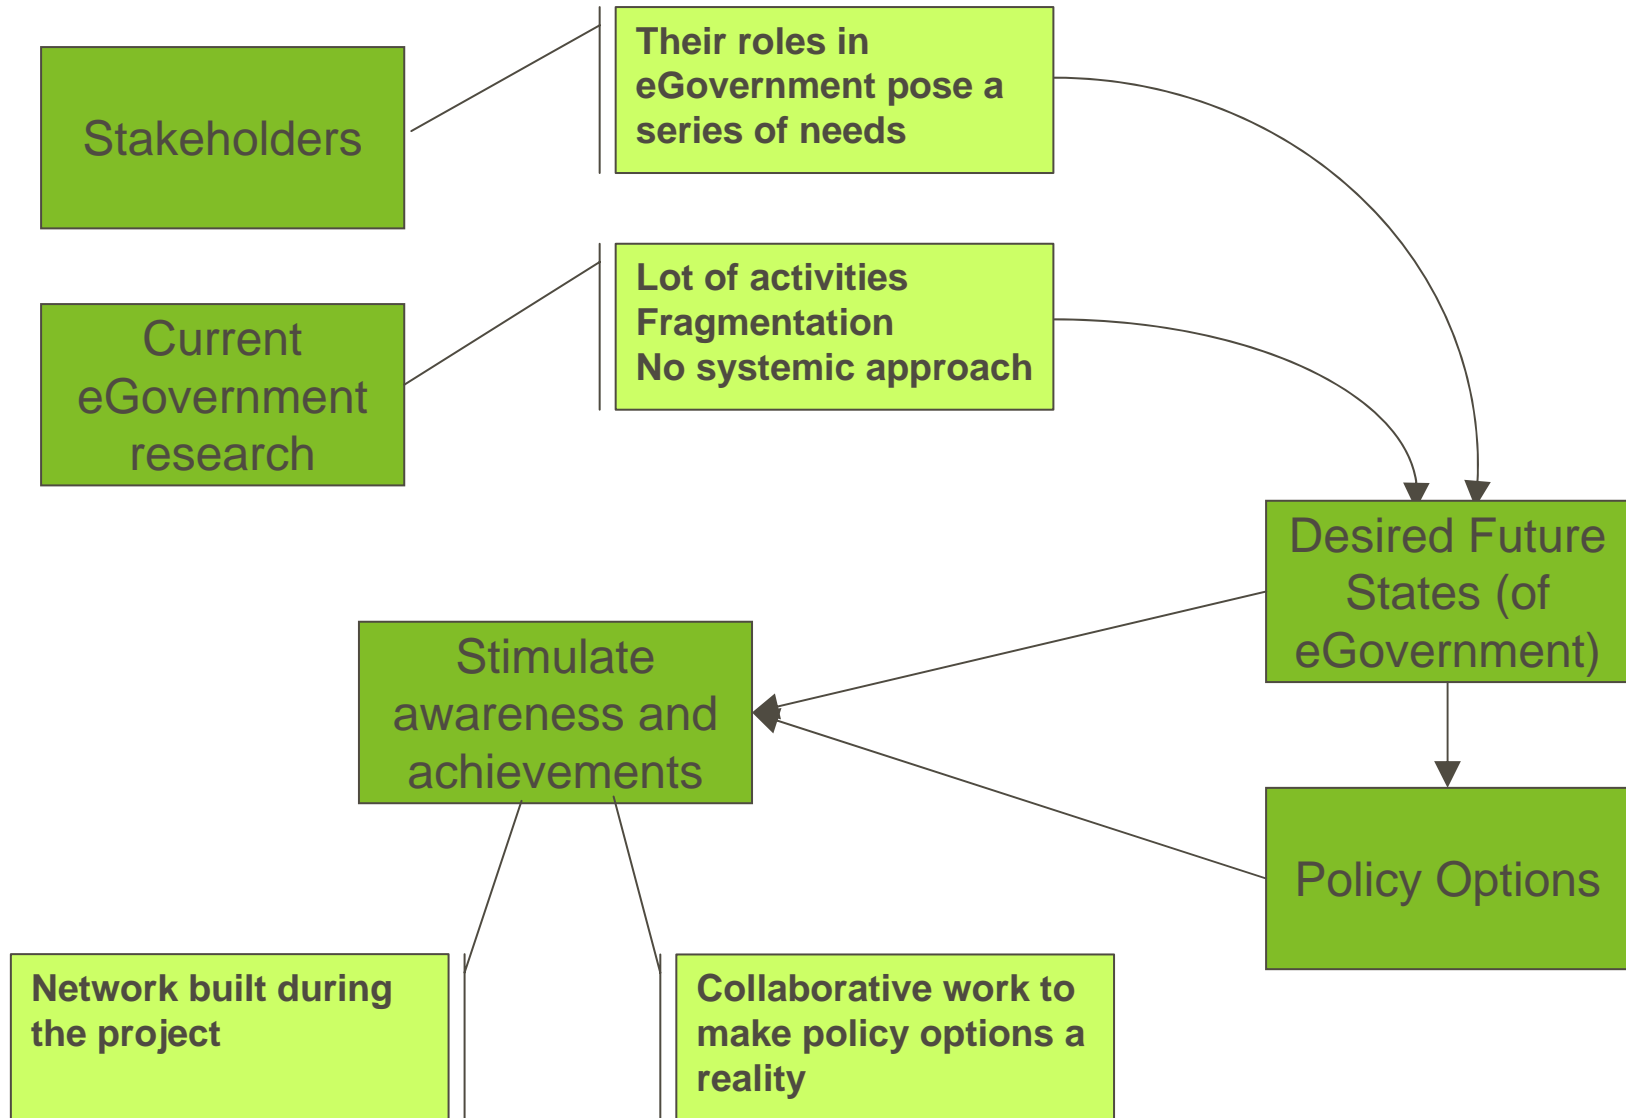 Stakeholders
Their roles in
eGovernment pose a
series of needs
Current
eGovernment
research
Lot of activities
Fragmentation
No systemic approach
Desired Future
States (of
eGovernment)
Stimulate
awareness and
achievements
Policy Options
Network built during
the project
Collaborative work to
make policy options a
reality